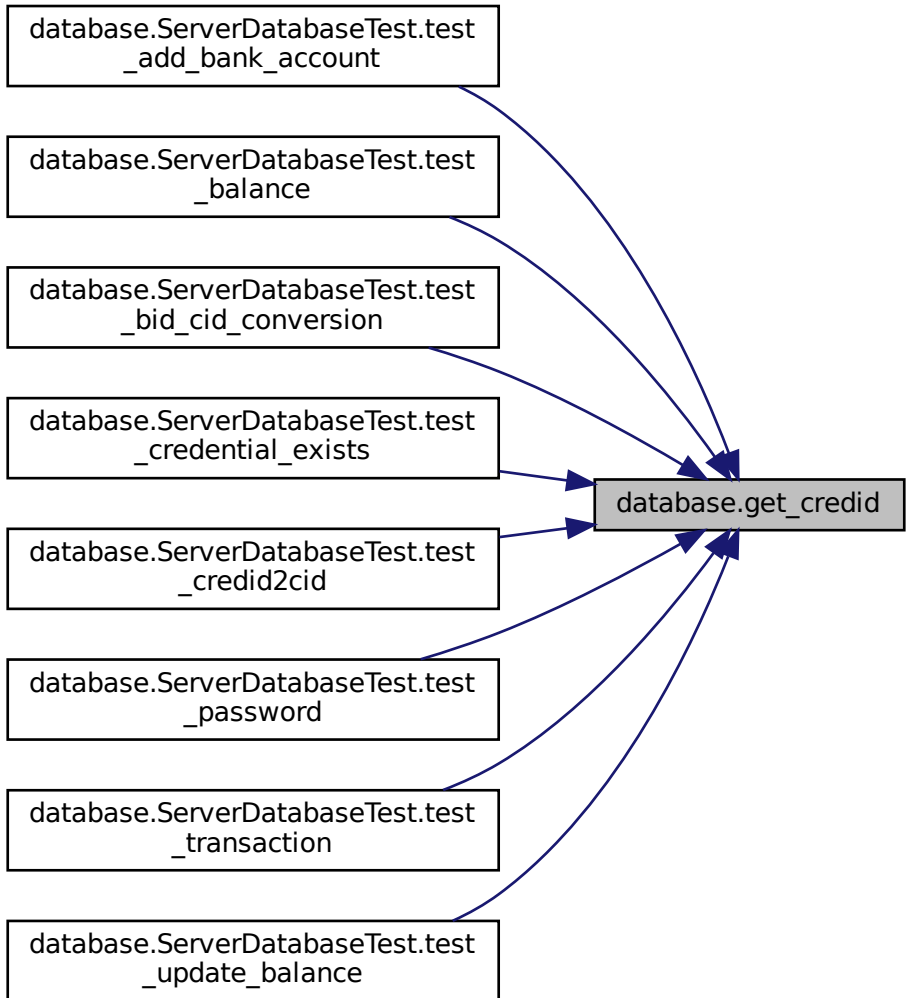 database.ServerDatabaseTest.test
_add_bank_account
database.ServerDatabaseTest.test
_balance
database.ServerDatabaseTest.test
_bid_cid_conversion
database.ServerDatabaseTest.test
_credential_exists
database.get_credid
database.ServerDatabaseTest.test
_credid2cid
database.ServerDatabaseTest.test
_password
database.ServerDatabaseTest.test
_transaction
database.ServerDatabaseTest.test
_update_balance